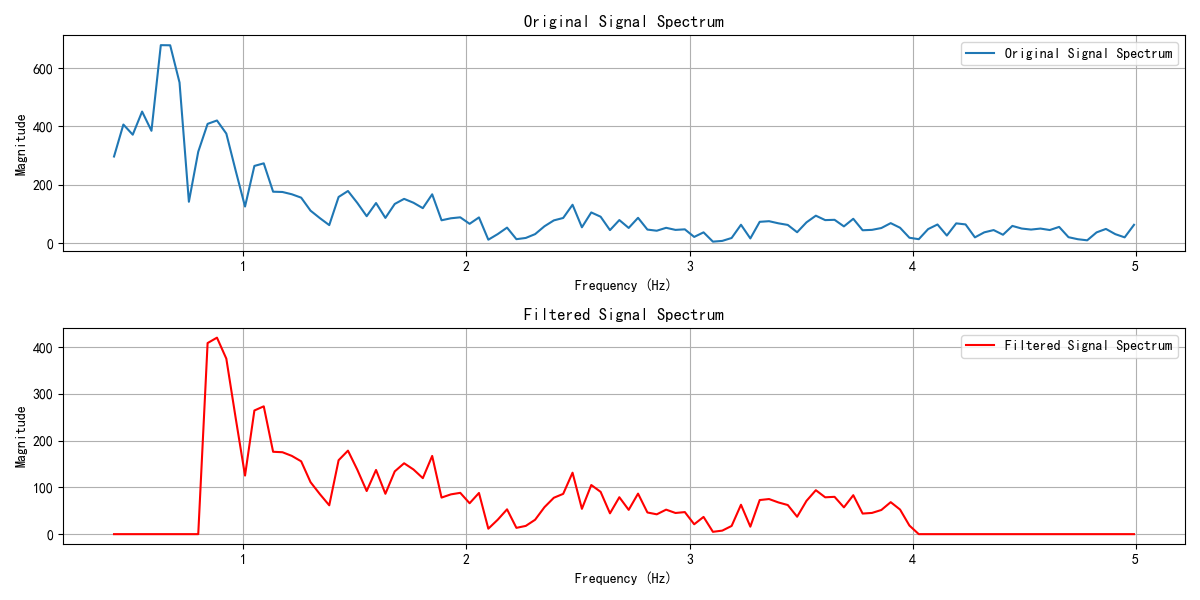 Original Signal Spectrum
Original Signal Spectrum
Magnitude
600
400
200
0
1 2 3 4 5
Frequency (Hz)
Filtered Signal Spectrum
Filtered Signal Spectrum
Magnitude
400
300
200
100
0
1 2 3 4 5
Frequency (Hz)